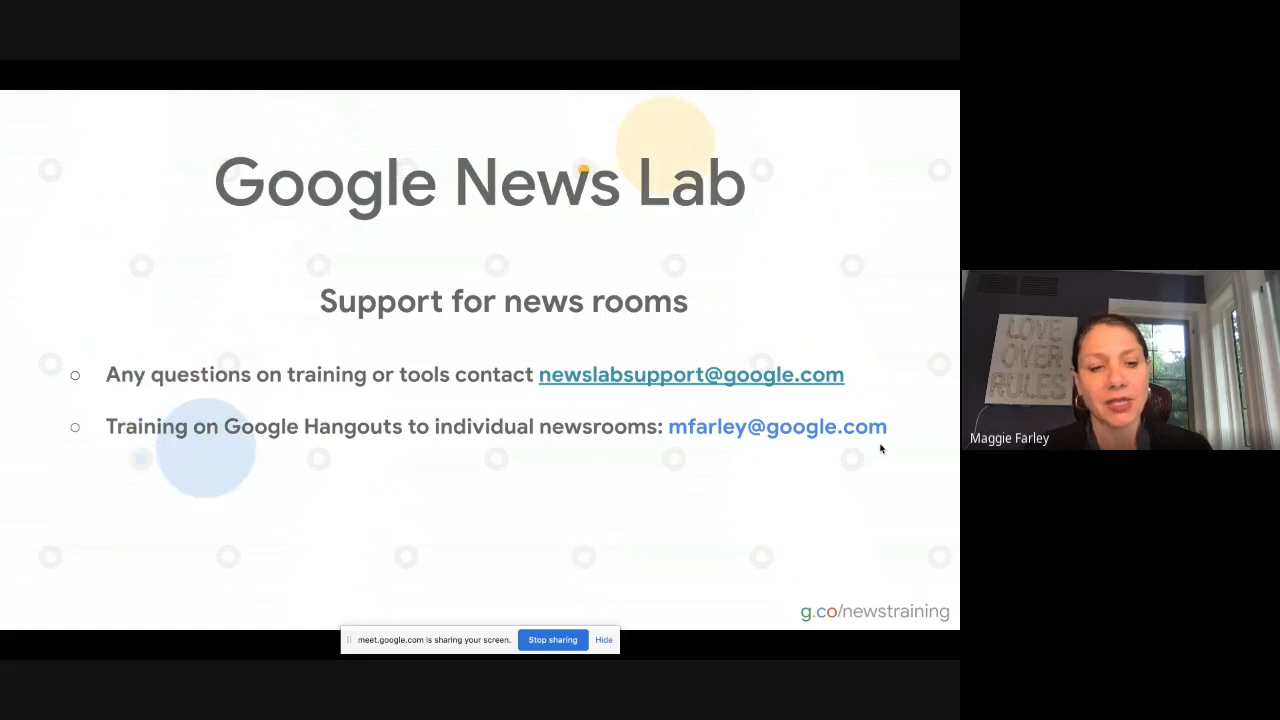 Google News Lab
Support for news rooms
○ Any questions on training or tools contact newslabsupport@google.com
○ Training on Google Hangouts to individual newsrooms: mfarley@google.com
g.co/newstraining
meet.google.com is sharing your screen. Stop sharing Hide
LOVE
OVER
RULES
Maggie Farley